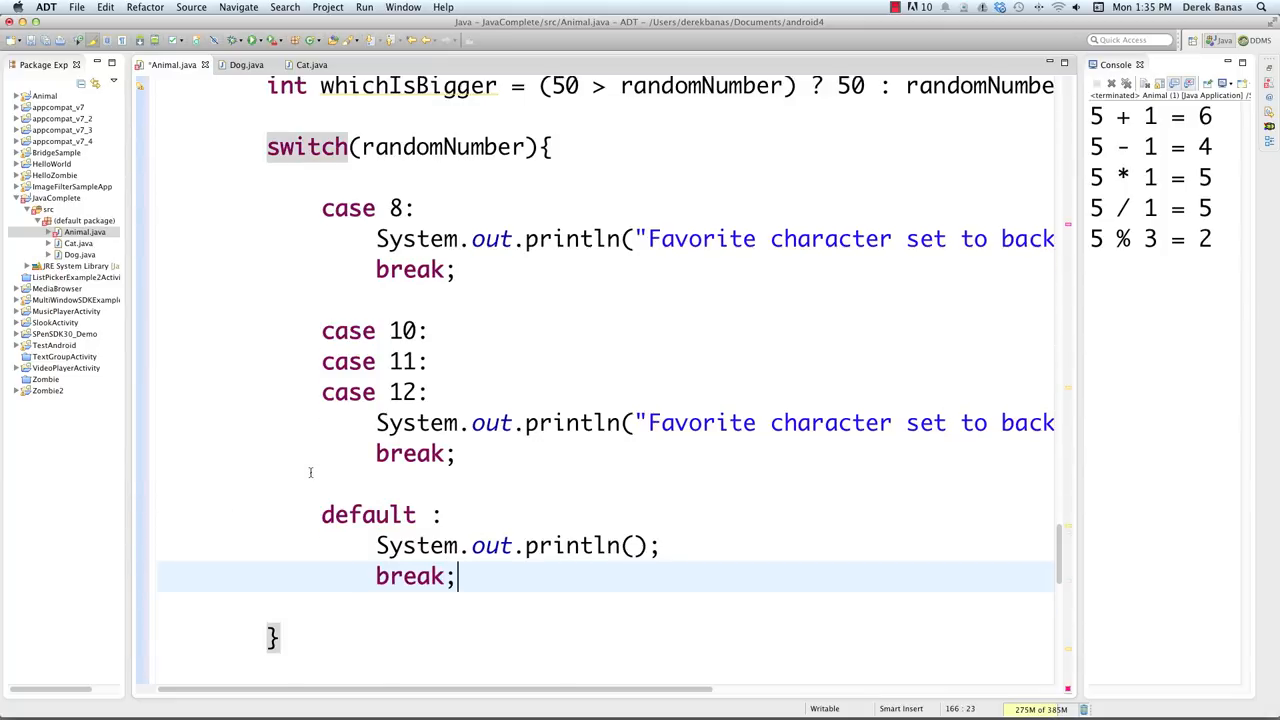 ADT File Edit Refactor Source Navigate Search Project Run Window Help 10 Mon 1:35 PM Derek Banas
Java – JavaComplete/src/Animal.java – ADT – /Users/derekbanas/Documents/android4
Quick Access Java DDMS
Package Exp
*Animal.java Dog.java Cat.java
Console
<terminated> Animal (1) [Java Application] /S
Animal
appcompat_v7
appcompat_v7_2
appcompat_v7_3
appcompat_v7_4
BridgeSample
HelloWorld
HelloZombie
ImageFilterSampleApp
JavaComplete
src
(default package)
Animal.java
Cat.java
Dog.java
JRE System Library [Ja
ListPickerExample2Activi
MediaBrowser
MultiWindowSDKExample
MusicPlayerActivity
SlookActivity
SPenSDK30_Demo
TestAndroid
TextGroupActivity
VideoPlayerActivity
Zombie
Zombie2
int whichIsBigger = (50 > randomNumber) ? 50 : randomNumbe
switch(randomNumber){
case 8:
System.out.println("Favorite character set to back
break;
case 10:
case 11:
case 12:
System.out.println("Favorite character set to back
break;
default :
System.out.println();
break;
}
5 + 1 = 6
5 - 1 = 4
5 * 1 = 5
5 / 1 = 5
5 % 3 = 2
Writable Smart Insert 166 : 23 275M of 385M